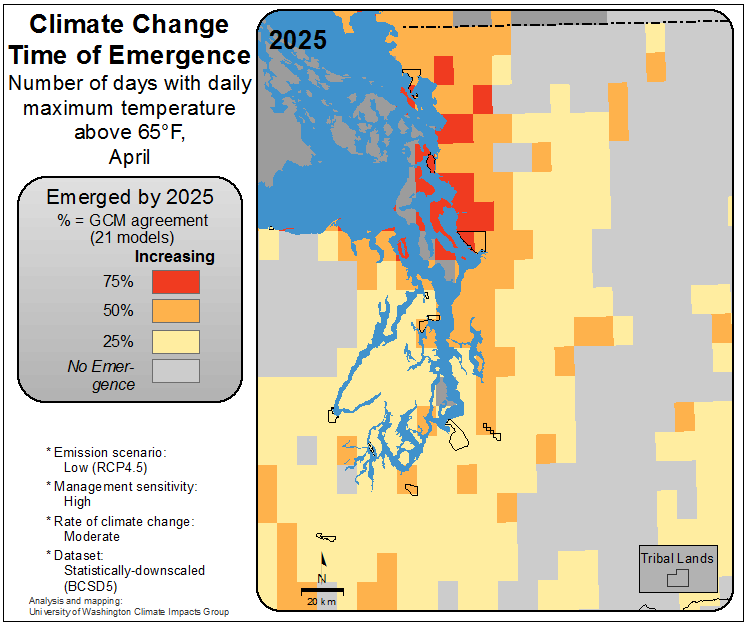 Climate Change
Time of Emergence
Number of days with daily
maximum temperature
above 65°F,
April
Emerged by 2025
% = GCM agreement
(21 models)
Increasing
75%
50%
25%
No Emer-
gence
* Emission scenario:
Low (RCP4.5)
* Management sensitivity:
High
* Rate of climate change:
Moderate
* Dataset:
Statistically-downscaled
(BCSD5)
Analysis and mapping:
University of Washington Climate Impacts Group
2025
N
20 km
Tribal Lands